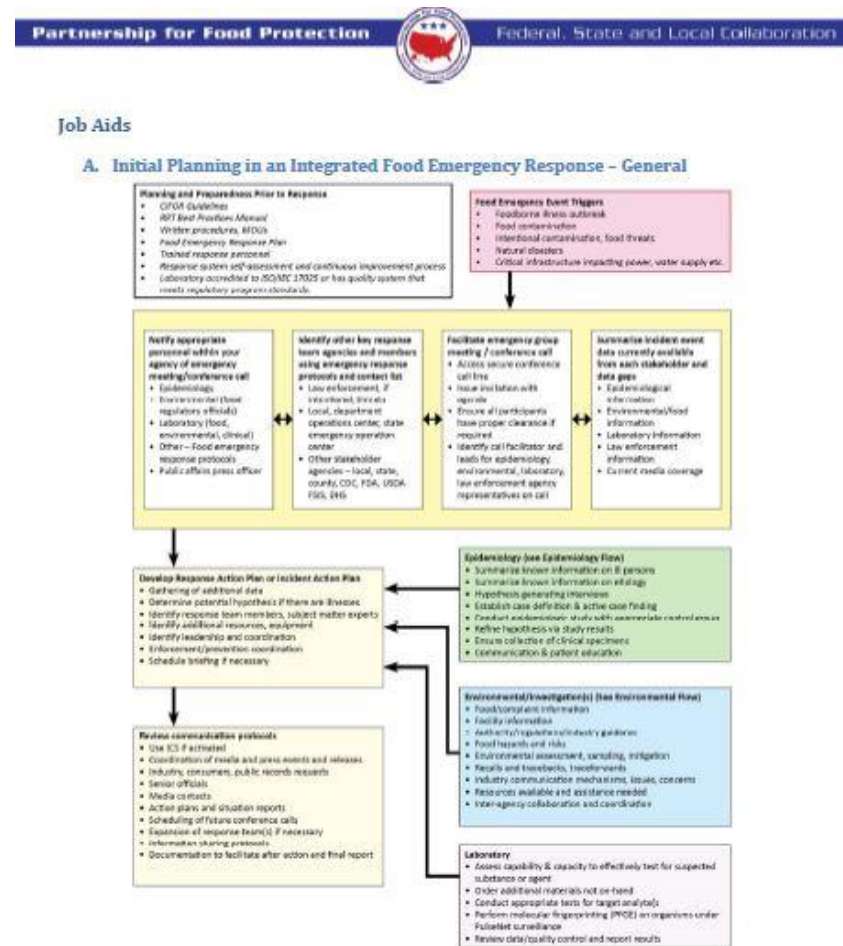 Partnership for Food Protection
Federal, State and Local Collaboration
Job Aids
A. Initial Planning in an Integrated Food Emergency Response – General
Planning and Preparedness Prior to Response
• CIFOR Guidelines
• RRT Best Practices Manual
• Written procedures, MOUs
• Food Emergency Response Plan
• Trained response personnel
• Response system self-assessment and continuous improvement process
• Laboratory accredited to ISO/IEC 17025 or has quality system that
meets regulatory program standards.
Food Emergency Event Triggers
• Foodborne illness outbreak
• Food contamination
• Intentional contamination, food threats
• Natural disasters
• Critical infrastructure impacting power, water supply etc.
Notify appropriate
personnel within your
agency of emergency
meeting/conference call
• Epidemiology
• Environmental (food
regulatory officials)
• Laboratory (food,
environmental, clinical)
• Other – Food emergency
response protocols
• Public affairs press officer
Identify other key response
team agencies and members
using emergency response
protocols and contact list
• Law enforcement, if
intentional, threats
• Local, department
operations center, state
emergency operation
center
• Other stakeholder
agencies – local, state,
county, CDC, FDA, USDA
FSIS, DHS
Facilitate emergency group
meeting / conference call
• Access secure conference
call line
• Issue invitation with
agenda
• Ensure all participants
have proper clearance if
required
• Identify call facilitator and
leads for epidemiology,
environmental, laboratory,
law enforcement agency
representatives on call
Summarize incident event
data currently available
from each stakeholder and
data gaps
• Epidemiological
information
• Environmental/food
information
• Laboratory information
• Law enforcement
information
• Current media coverage
Develop Response Action Plan or Incident Action Plan
• Gathering of additional data
• Determine potential hypothesis if there are illnesses
• Identify response team members, subject matter experts
• Identify additional resources, equipment
• Identify leadership and coordination
• Enforcement/prevention coordination
• Schedule briefing if necessary
Epidemiology (see Epidemiology Flow)
• Summarize known information on ill persons
• Summarize known information on etiology
• Hypothesis generating interviews
• Establish case definition & active case finding
• Conduct epidemiologic study with appropriate control group
• Refine hypothesis via study results
• Ensure collection of clinical specimens
• Communication & patient education
Environmental/Investigation(s) (See Environmental Flow)
• Food/complaint information
• Facility information
• Authority/regulations/industry guidance
• Food hazards and risks
• Environmental assessment, sampling, mitigation
• Recalls and tracebacks, traceforwards
• Industry communication mechanisms, issues, concerns
• Resources available and assistance needed
• Inter-agency collaboration and coordination
Review communication protocols
• Use ICS if activated
• Coordination of media and press events and releases
• Industry, consumers, public records requests
• Senior officials
• Media contacts
• Action plans and situation reports
• Scheduling of future conference calls
• Expansion of response team(s) if necessary
• Information sharing protocols
• Documentation to facilitate after action and final report
Laboratory
• Assess capability & capacity to effectively test for suspected
substance or agent
• Order additional materials not on-hand
• Conduct appropriate tests for target analyte(s)
• Perform molecular fingerprinting (PFGE) on organisms under
PulseNet surveillance
• Review data/quality control and report results